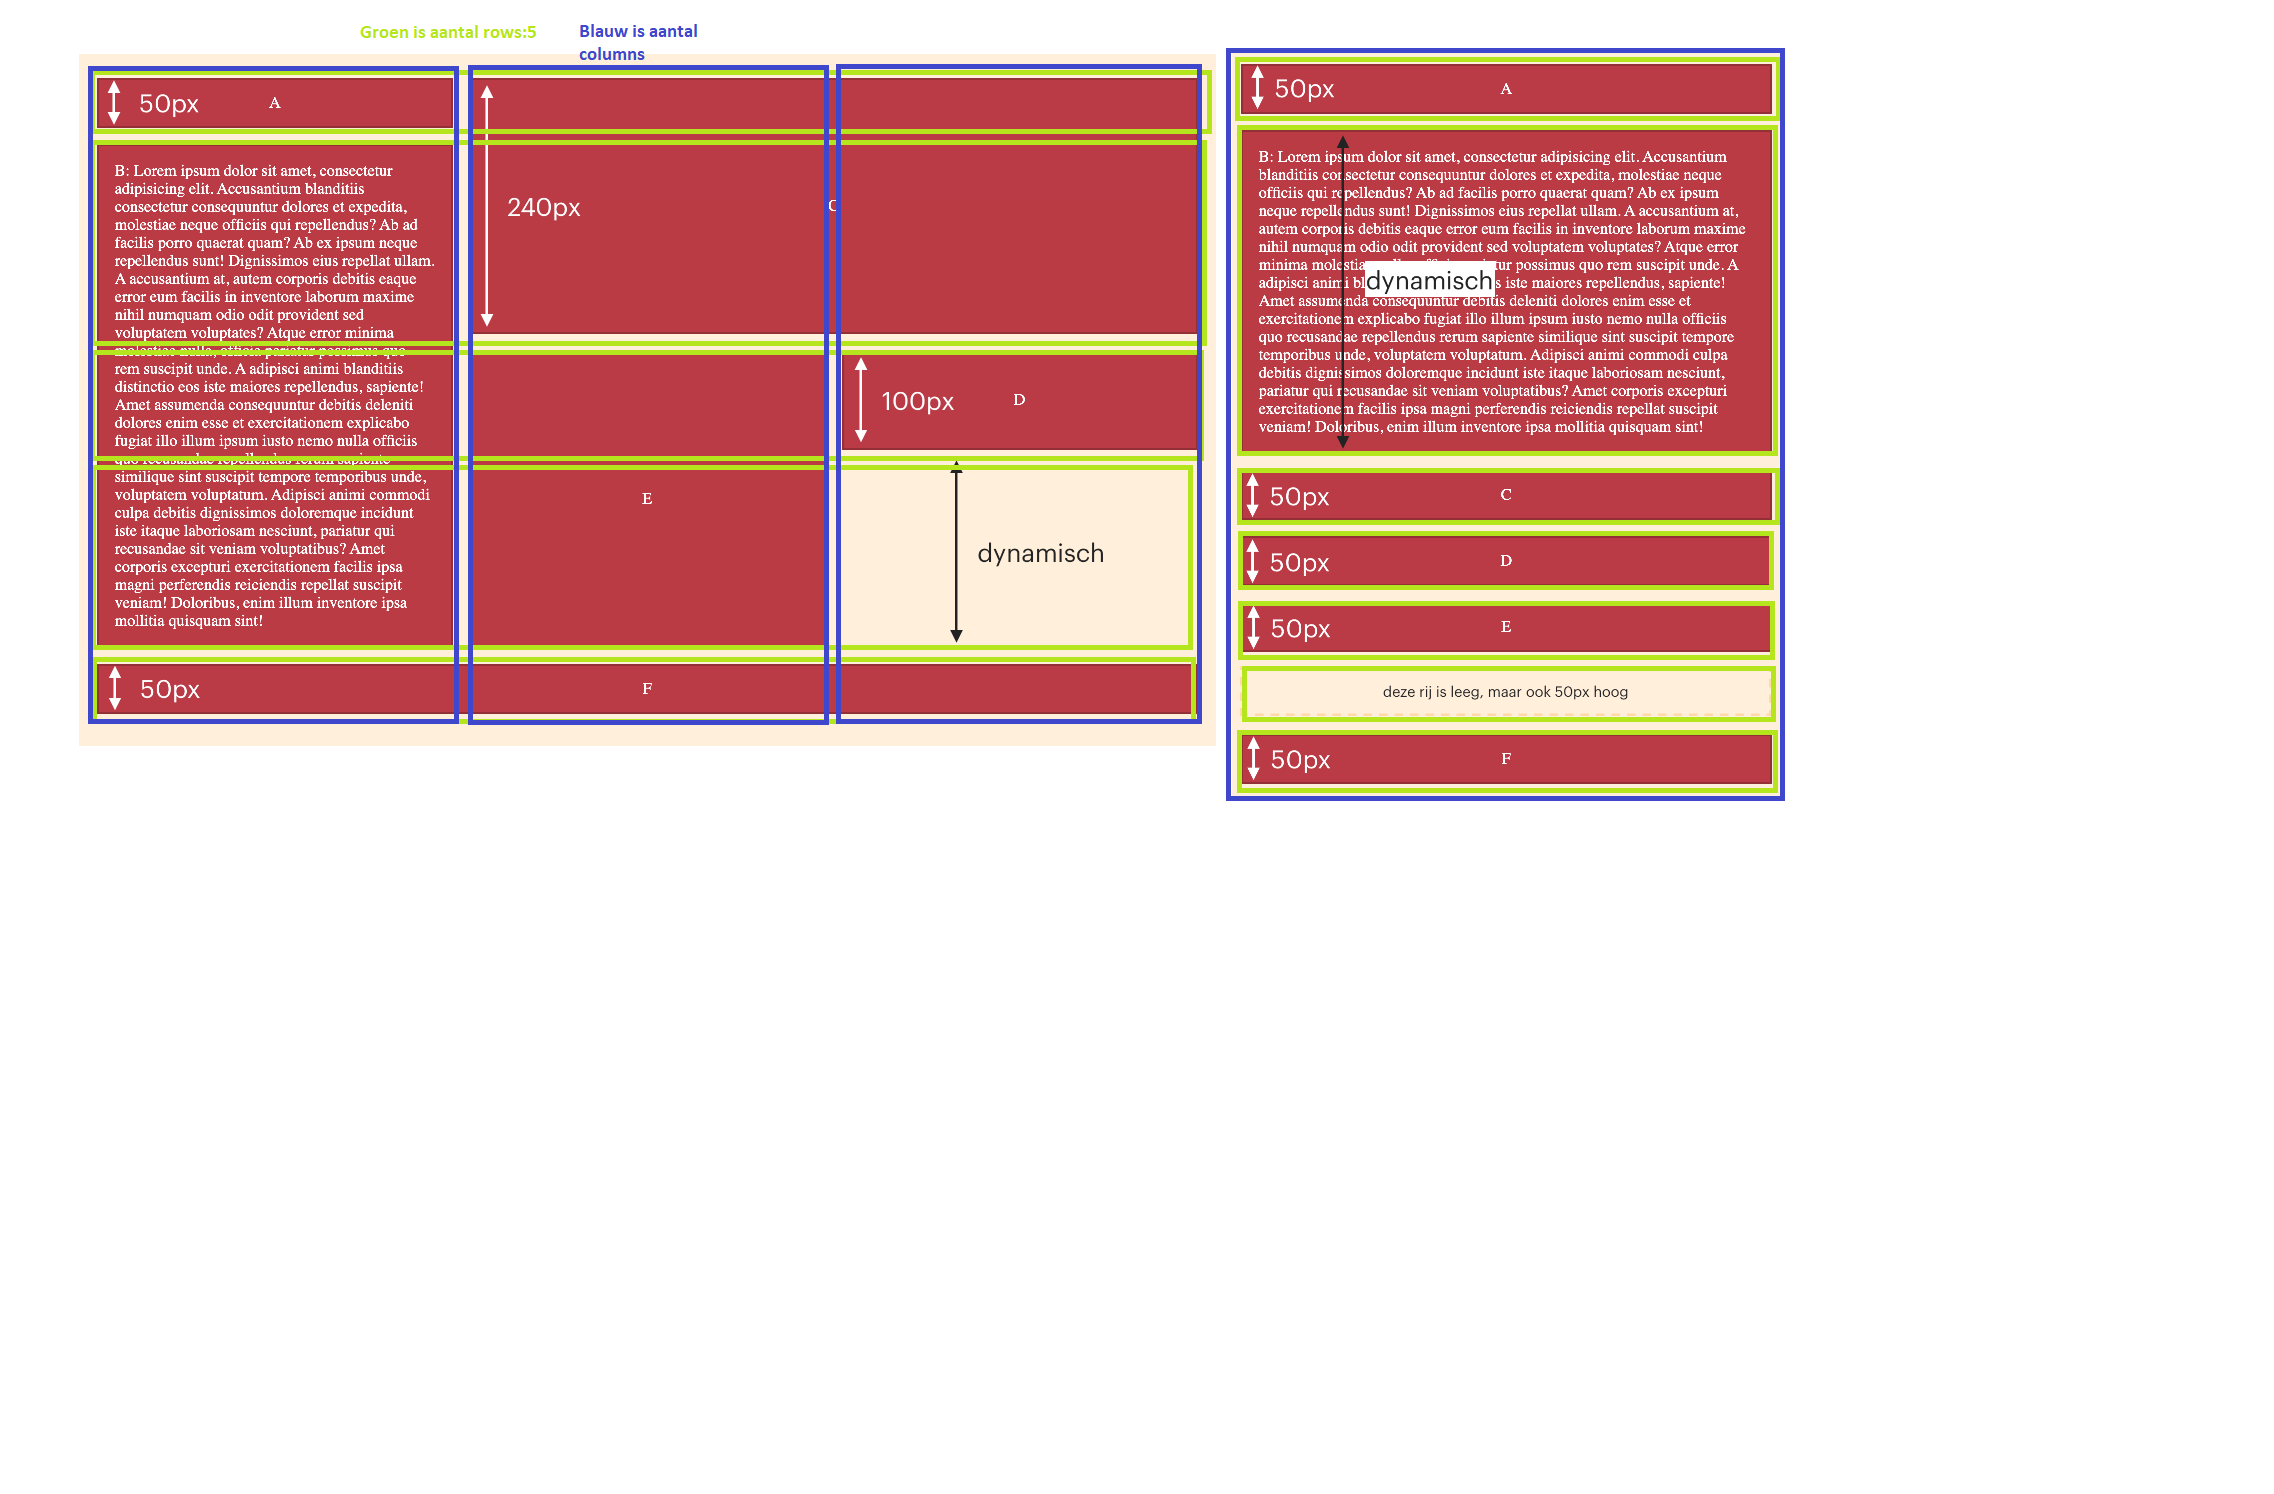 Groen is aantal rows:5
Blauw is aantal
columns
50px
A
B: Lorem ipsum dolor sit amet, consectetur
adipisicing elit. Accusantium blanditiis
consectetur consequuntur dolores et expedita,
molestiae neque officiis qui repellendus? Ab ad
facilis porro quaerat quam? Ab ex ipsum neque
repellendus sunt! Dignissimos eius repellat ullam.
A accusantium at, autem corporis debitis eaque
error eum facilis in inventore laborum maxime
nihil numquam odio odit provident sed
voluptatem voluptates? Atque error minima
molestiae nulla, officia pariatur possimus quo
rem suscipit unde. A adipisci animi blanditiis
distinctio eos iste maiores repellendus, sapiente!
Amet assumenda consequuntur debitis deleniti
dolores enim esse et exercitationem explicabo
fugiat illo illum ipsum iusto nemo nulla officiis
quo recusandae repellendus rerum sapiente
similique sint suscipit tempore temporibus unde,
voluptatem voluptatum. Adipisci animi commodi
culpa debitis dignissimos doloremque incidunt
iste itaque laboriosam nesciunt, pariatur qui
recusandae sit veniam voluptatibus? Amet
corporis excepturi exercitationem facilis ipsa
magni perferendis reiciendis repellat suscipit
veniam! Doloribus, enim illum inventore ipsa
mollitia quisquam sint!
240px
C
100px
D
E
dynamisch
50px
F
50px
A
B: Lorem ipsum dolor sit amet, consectetur adipisicing elit. Accusantium
blanditiis consectetur consequuntur dolores et expedita, molestiae neque
officiis qui repellendus? Ab ad facilis porro quaerat quam? Ab ex ipsum
neque repellendus sunt! Dignissimos eius repellat ullam. A accusantium at,
autem corporis debitis eaque error eum facilis in inventore laborum maxime
nihil numquam odio odit provident sed voluptatem voluptates? Atque error
minima possimus quo rem suscipit unde. A
adipisci animi iste maiores repellendus, sapiente!
dynamisch
Amet assumenda consequuntur debitis deleniti dolores enim esse et
exercitationem explicabo fugiat illo illum ipsum iusto nemo nulla officiis
quo recusandae repellendus rerum sapiente similique sint suscipit tempore
temporibus unde, voluptatem voluptatum. Adipisci animi commodi culpa
debitis dignissimos doloremque incidunt iste itaque laboriosam nesciunt,
pariatur qui recusandae sit veniam voluptatibus? Amet corporis excepturi
exercitationem facilis ipsa magni perferendis reiciendis repellat suscipit
veniam! Doloribus, enim illum inventore ipsa mollitia quisquam sint!
50px
C
50px
D
50px
E
deze rij is leeg, maar ook 50px hoog
50px
F